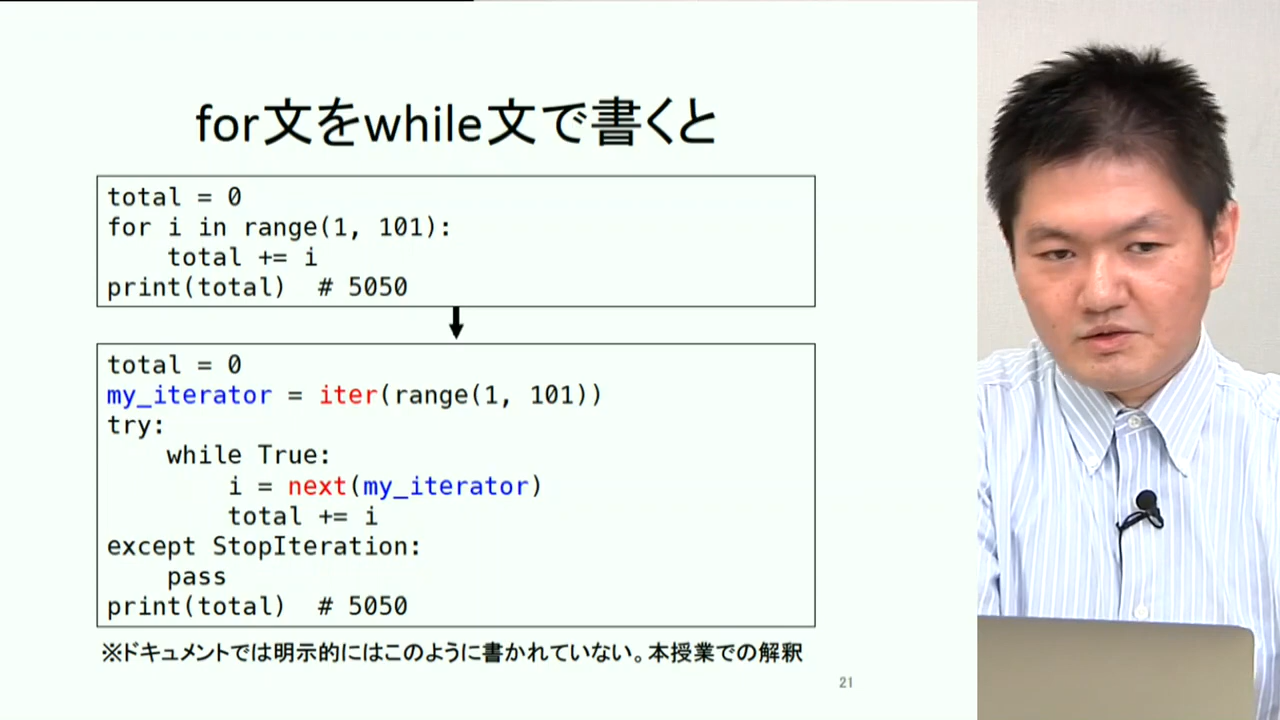 for文をwhile文で書くと
total = 0
for i in range(1, 101):
    total += i
print(total)  # 5050
total = 0
my_iterator = iter(range(1, 101))
try:
    while True:
        i = next(my_iterator)
        total += i
except StopIteration:
    pass
print(total)  # 5050
※ドキュメントでは明示的にはこのように書かれていない。本授業での解釈
21